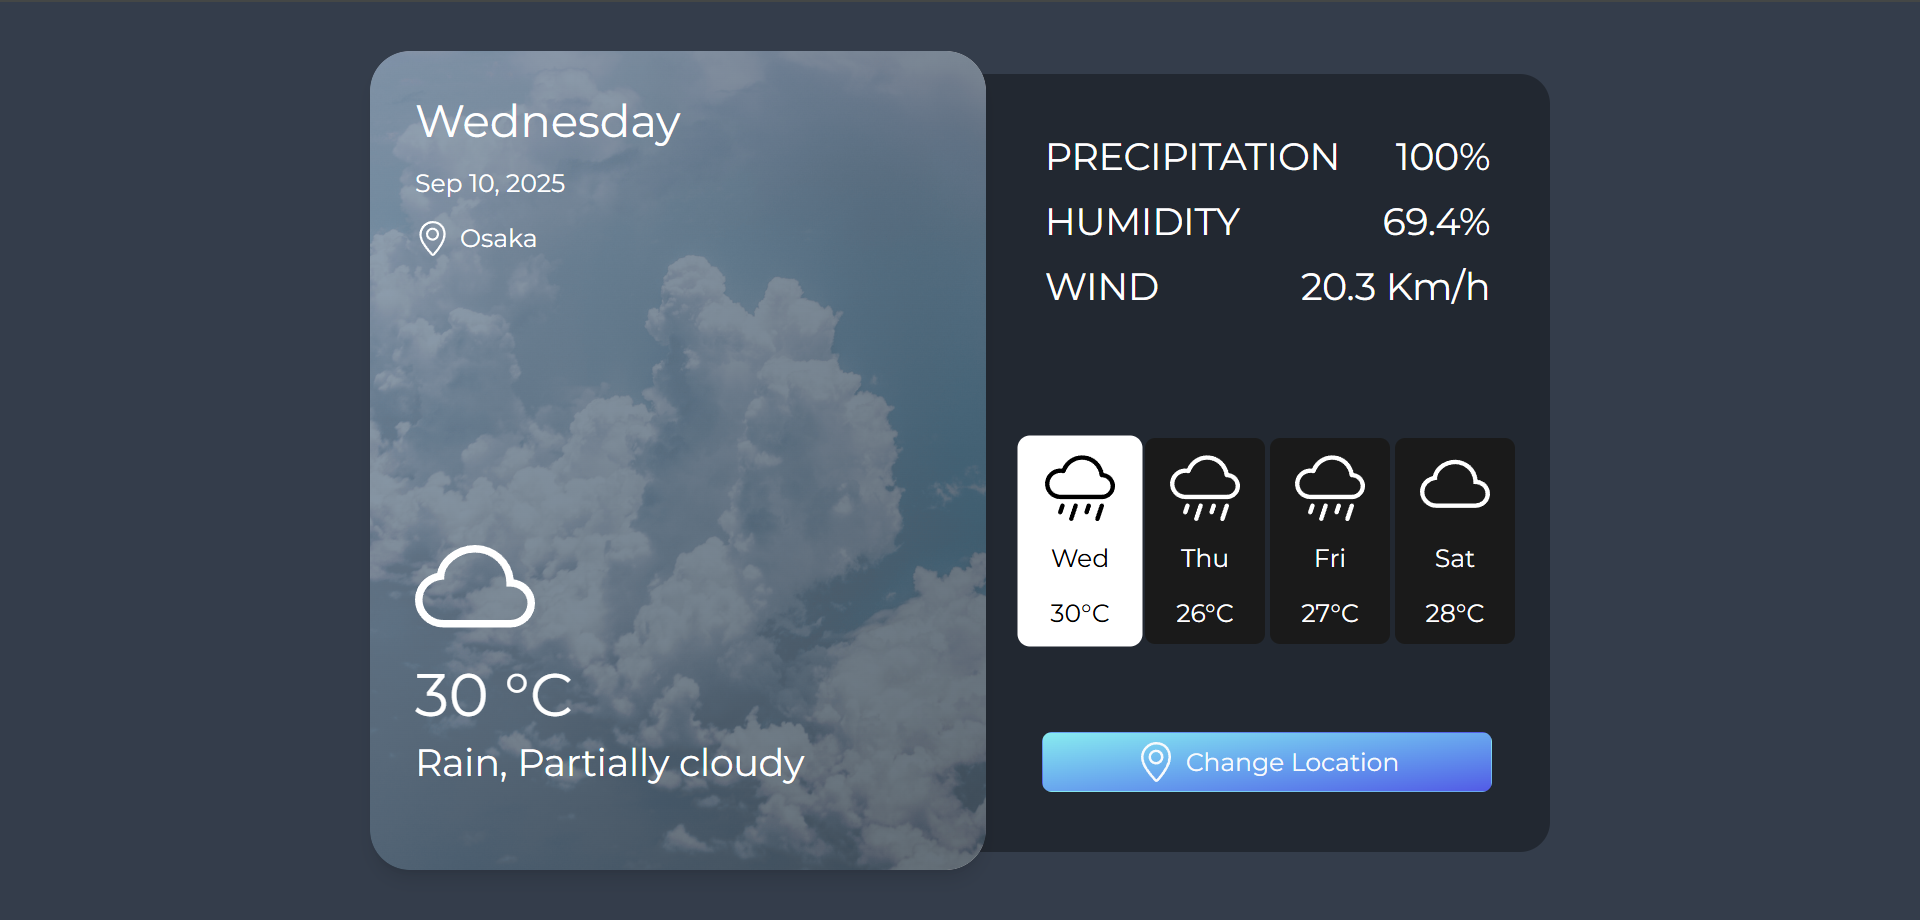 Wednesday
Sep 10, 2025
Osaka
30 °C
Rain, Partially cloudy
PRECIPITATION 100%
HUMIDITY 69.4%
WIND 20.3 Km/h
Wed Thu Fri Sat
30°C 26°C 27°C 28°C
Change Location